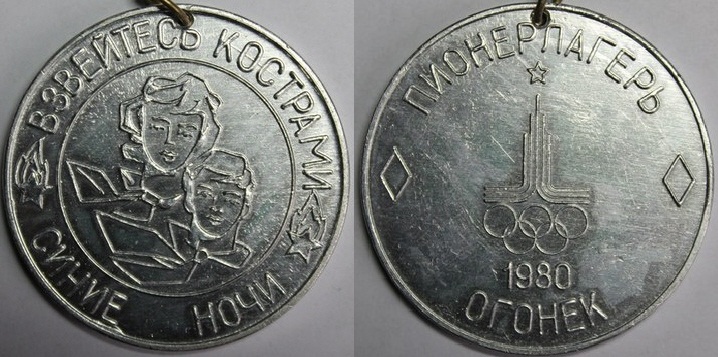 ВЗВЕЙТЕСЬ КОСТРАМИ
СИНИЕ НОЧИ
ПИОНЕРЛАГЕРЬ
1980
ОГОНЕК